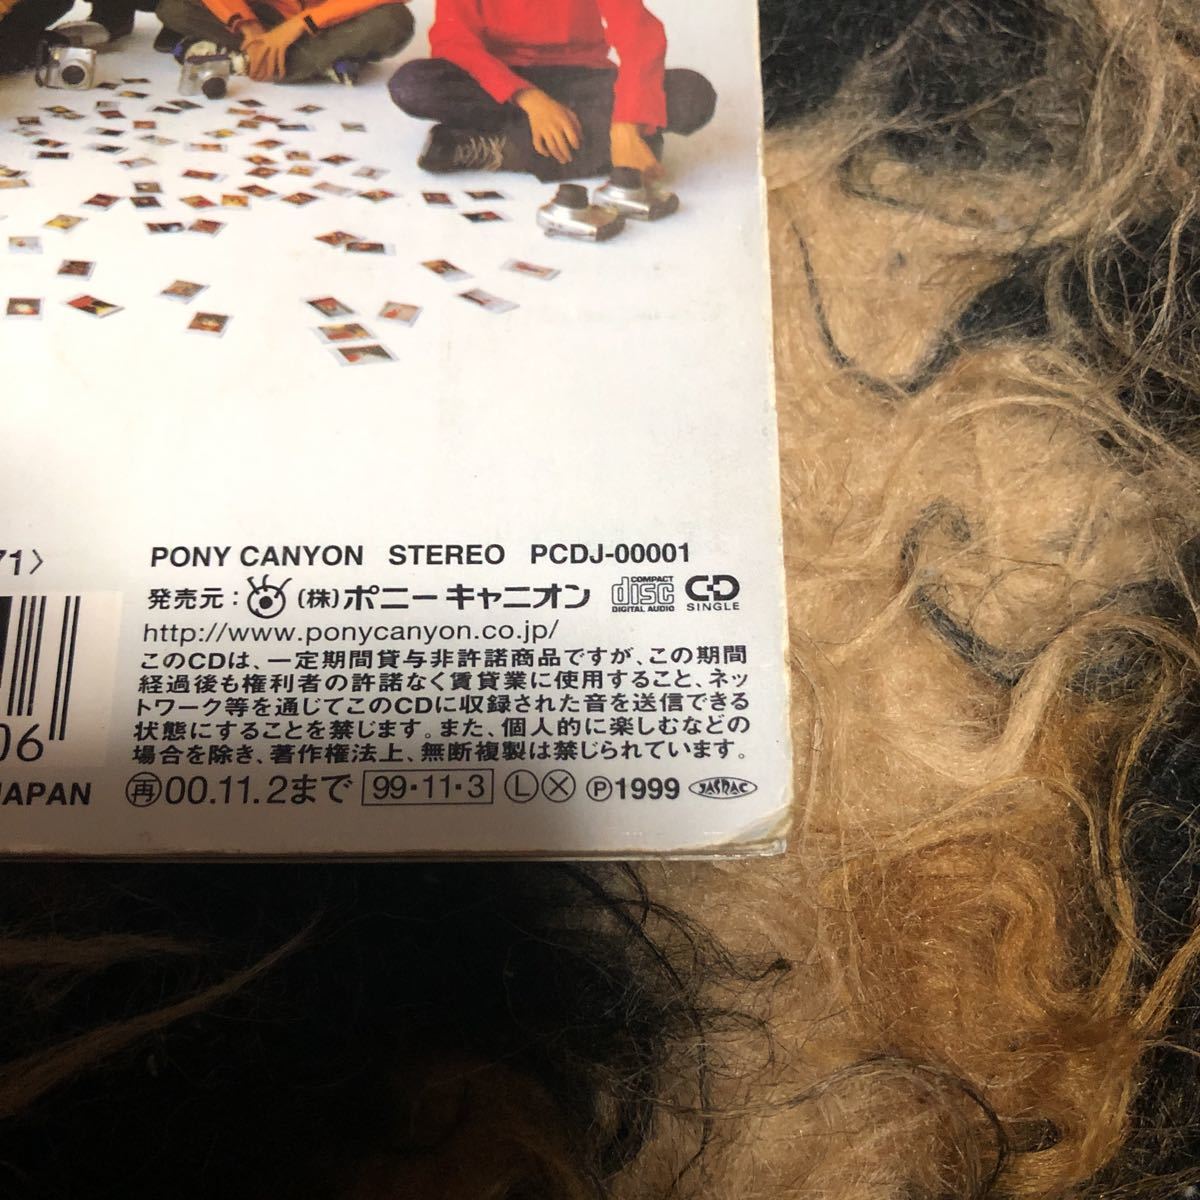 71〉
PONY CANYON STEREO PCDJ-00001
発売元:(株)ポニーキャニオン COMPACT disc DIGITAL AUDIO CD SINGLE
http://www.ponycanyon.co.jp/
このCDは、一定期間貸与非許諾商品ですが、この期間
経過後も権利者の許諾なく賃貸業に使用すること、ネッ
トワーク等を通じてこのCDに収録された音を送信できる
状態にすることを禁じます。また、個人的に楽しむなどの
場合を除き、著作権法上、無断複製は禁じられています。
06
JAPAN
再00.11.2まで 99・11・3 Ⓛ Ⓧ Ⓟ1999 JASRAC